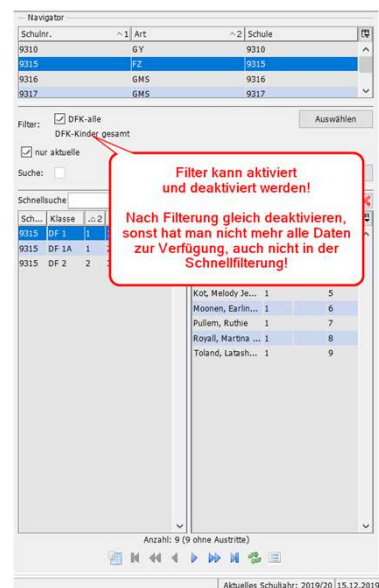 Navigator
Schulnr. 1 Art 2 Schule
9310 GY 9310
9315 FZ 9315
9316 GMS 9316
9317 GMS 9317
Filter: DFK-alle Auswählen
DFK-Kinder gesamt
nur aktuelle
Suche:
Filter kann aktiviert
und deaktiviert werden!
Nach Filterung gleich deaktivieren,
sonst hat man nicht mehr alle Daten
zur Verfügung, auch nicht in der
Schnellfilterung!
Schnellsuche
Sch... Klasse ..2
9315 DF 1 1
9315 DF 1A 1
9315 DF 2 2
Kot, Melody Je... 1 5
Moonen, Earlin... 1 6
Pullem, Ruthie 1 7
Royall, Martina ... 1 8
Toland, Latash... 1 9
Anzahl: 9 (9 ohne Austritte)
Aktuelles Schuljahr: 2019/20 15.12.2019